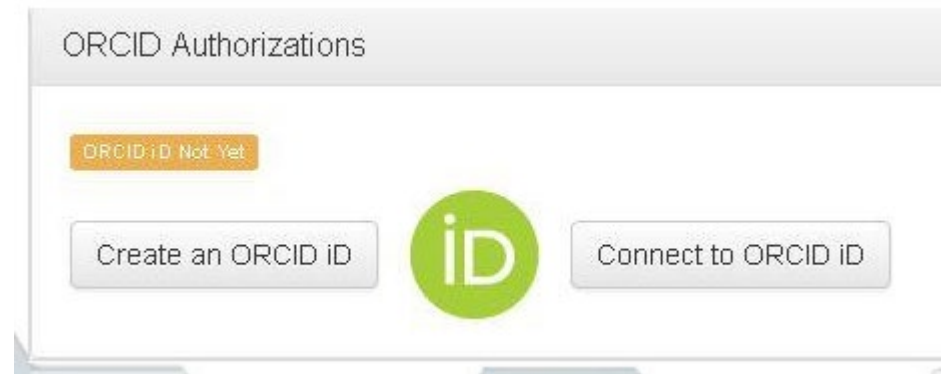 ORCID Authorizations
ORCID iD Not Yet
Create an ORCID iD
iD
Connect to ORCID iD